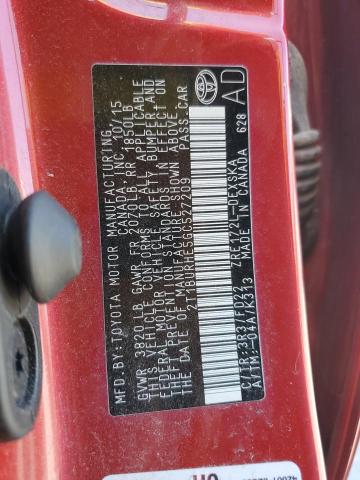 MFD.BY:TOYOTA MOTOR MANUFACTURING
CANADA, INC. 10/15
GVWR 3820 LB GAWR FR 2070LB RR 1850LB
THIS VEHICLE CONFORMS TO ALL APPLICABLE
FEDERAL MOTOR VEHICLE SAFETY, BUMPER, AND
THEFT PREVENTION STANDARDS IN EFFECT ON
THE DATE OF MANUFACTURE SHOWN ABOVE.
2T1BURHE5GC527209 PASS.CAR
C/TR:3R3/FD22 ZRE172L-DEXSKA
A/TM:-04A/K313 MADE IN CANADA
AD
628